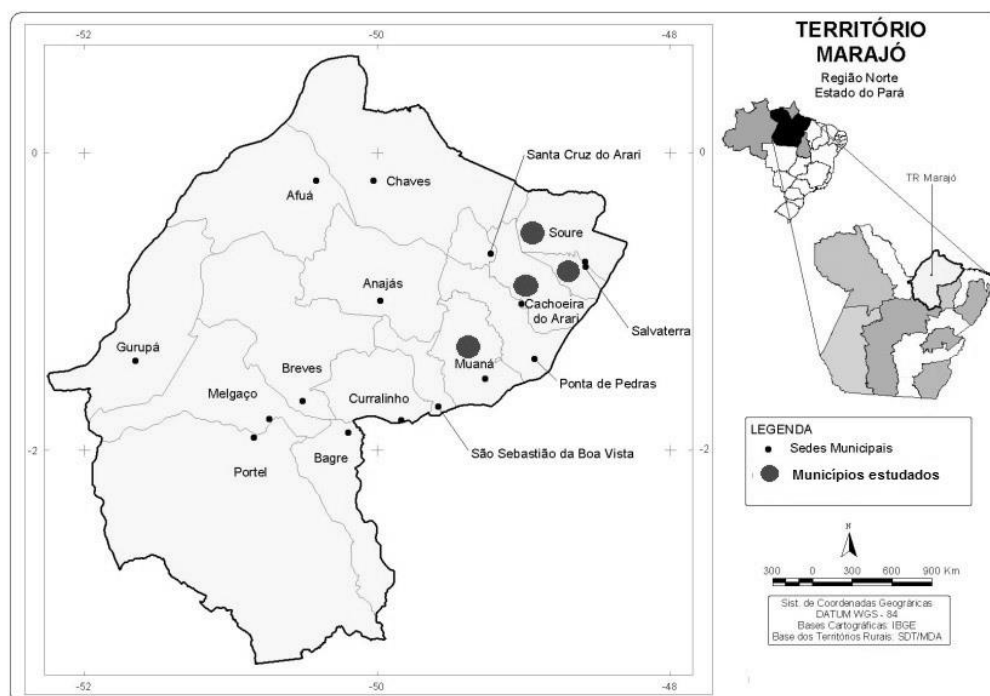 -52
-50
-48
0
0
-2
-2
-52
-50
-48
Santa Cruz do Arari
Afuá
Chaves
Soure
Anajás
Cachoeira
do Arari
Salvaterra
Gurupá
Muaná
Breves
Ponta de Pedras
Melgaço
Curralinho
São Sebastião da Boa Vista
Bagre
Portel
TERRITÓRIO
MARAJÓ
Região Norte
Estado do Pará
TR Marajó
LEGENDA
Sedes Municipais
Municípios estudados
N
300 0 300 600 900 Km
Sist. de Coordenadas Geográricas
DATUM WGS - 84
Bases Cartográficas: IBGE
Base dos Territórios Rurais: SDT/MDA